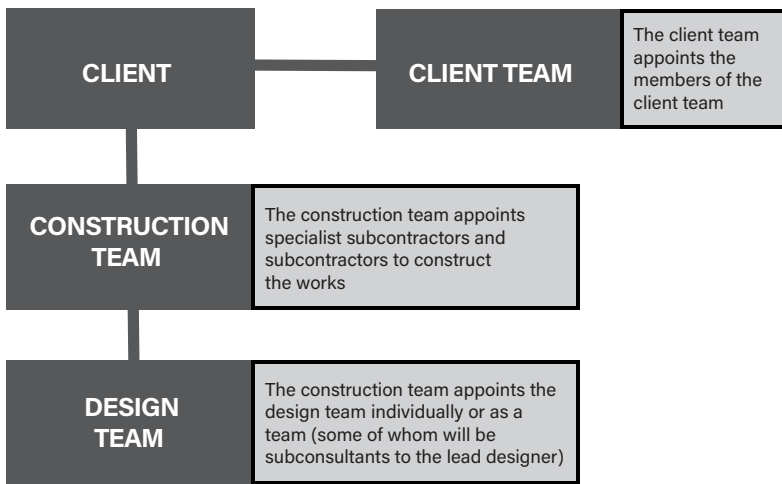 CLIENT
CLIENT TEAM
The client team
appoints the
members of the
client team
CONSTRUCTION
TEAM
The construction team appoints
specialist subcontractors and
subcontractors to construct
the works
DESIGN
TEAM
The construction team appoints the
design team individually or as a
team (some of whom will be
subconsultants to the lead designer)